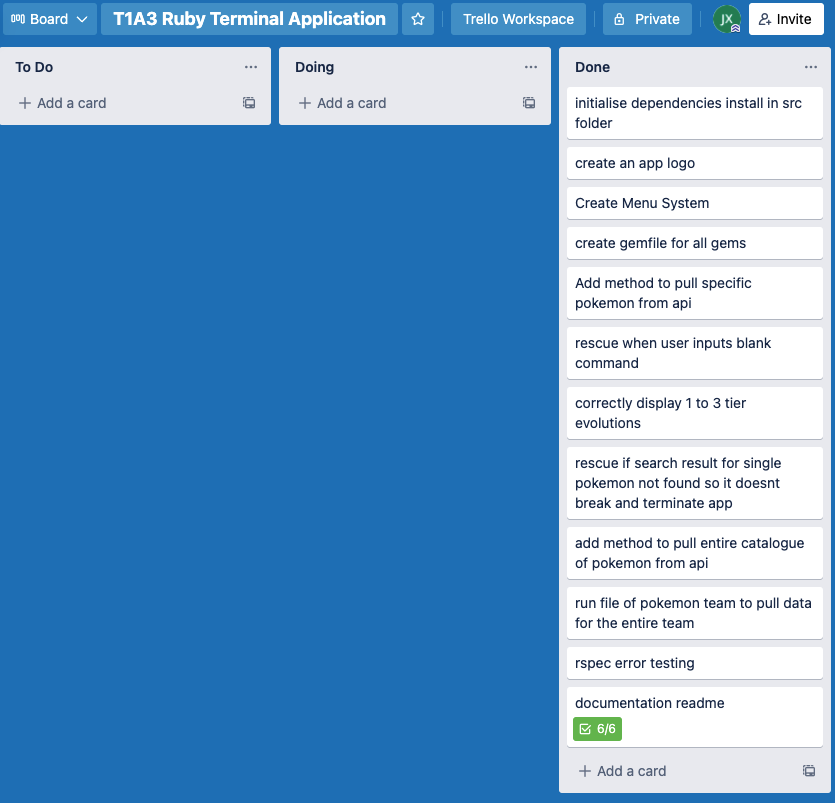 Board
T1A3 Ruby Terminal Application
Trello Workspace
Private
JX
Invite
To Do
Add a card
Doing
Add a card
Done
initialise dependencies install in src
folder
create an app logo
Create Menu System
create gemfile for all gems
Add method to pull specific
pokemon from api
rescue when user inputs blank
command
correctly display 1 to 3 tier
evolutions
rescue if search result for single
pokemon not found so it doesnt
break and terminate app
add method to pull entire catalogue
of pokemon from api
run file of pokemon team to pull data
for the entire team
rspec error testing
documentation readme
6/6
Add a card